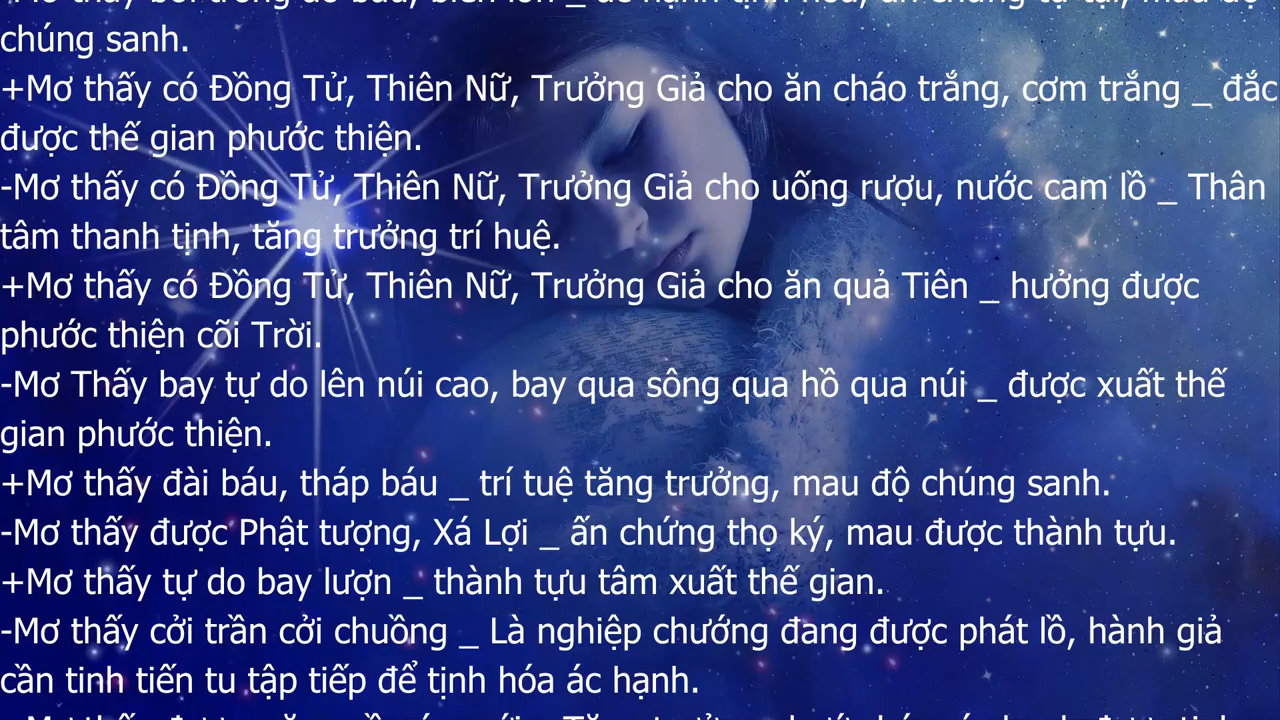 chúng sanh.
+Mơ thấy có Đồng Tử, Thiên Nữ, Trưởng Giả cho ăn cháo trắng, cơm trắng _ đắc
được thế gian phước thiện.
-Mơ thấy có Đồng Tử, Thiên Nữ, Trưởng Giả cho uống rượu, nước cam lồ _ Thân
tâm thanh tịnh, tăng trưởng trí huệ.
+Mơ thấy có Đồng Tử, Thiên Nữ, Trưởng Giả cho ăn quả Tiên _ hưởng được
phước thiện cõi Trời.
-Mơ Thấy bay tự do lên núi cao, bay qua sông qua hồ qua núi _ được xuất thế
gian phước thiện.
+Mơ thấy đài báu, tháp báu _ trí tuệ tăng trưởng, mau độ chúng sanh.
-Mơ thấy được Phật tượng, Xá Lợi _ ấn chứng thọ ký, mau được thành tựu.
+Mơ thấy tự do bay lượn _ thành tựu tâm xuất thế gian.
-Mơ thấy cởi trần cởi chuồng _ Là nghiệp chướng đang được phát lồ, hành giả
cần tinh tiến tu tập tiếp để tịnh hóa ác hạnh.